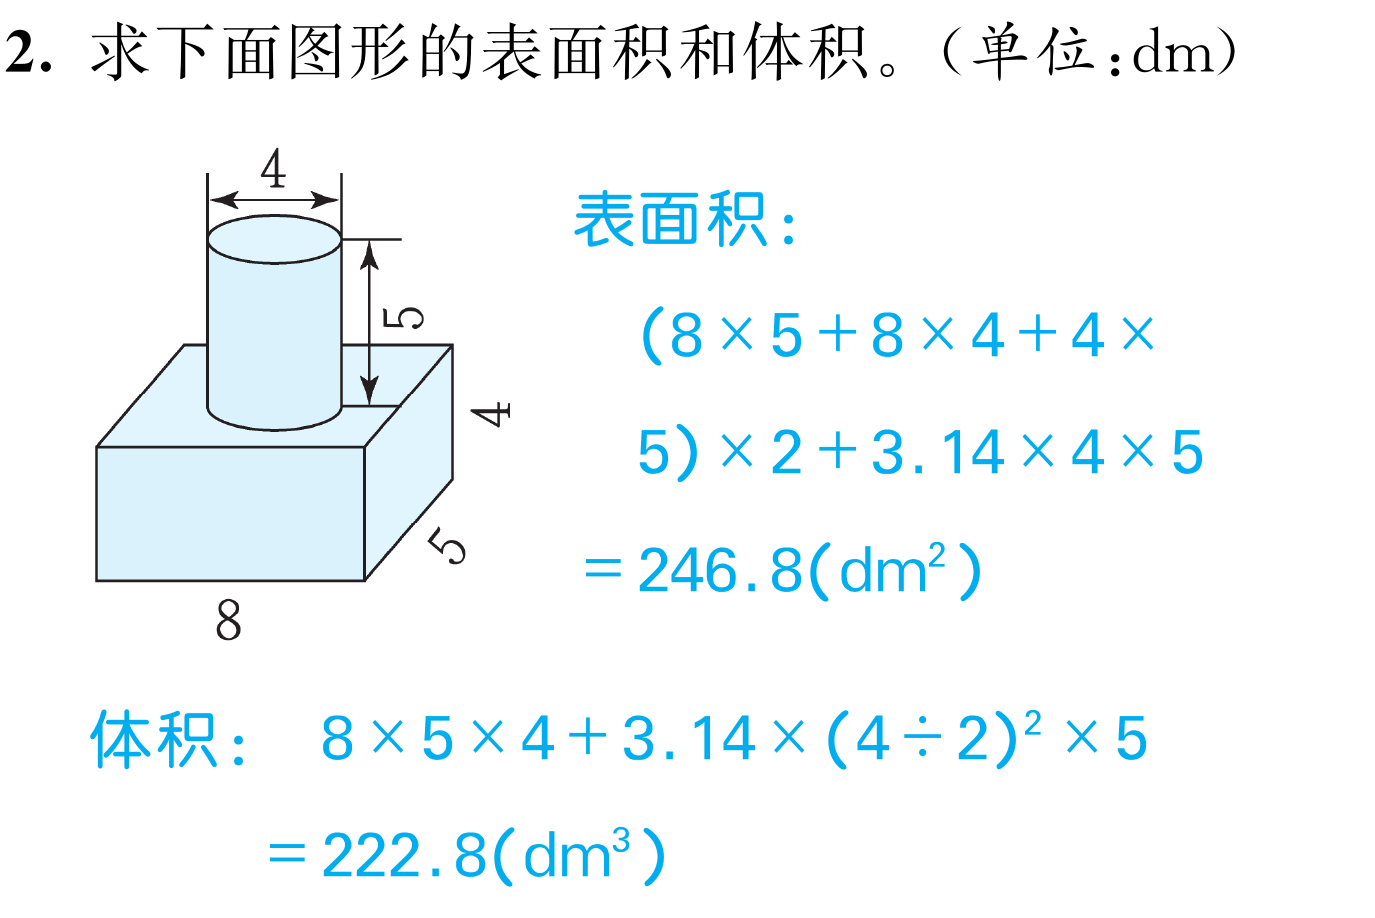 2. 求下面图形的表面积和体积。(单位:dm)
4
5
4
5
8
表面积:
(8×5+8×4+4×
5)×2+3.14×4×5
=246.8(dm²)
体积: 8×5×4+3.14×(4÷2)²×5
=222.8(dm³)